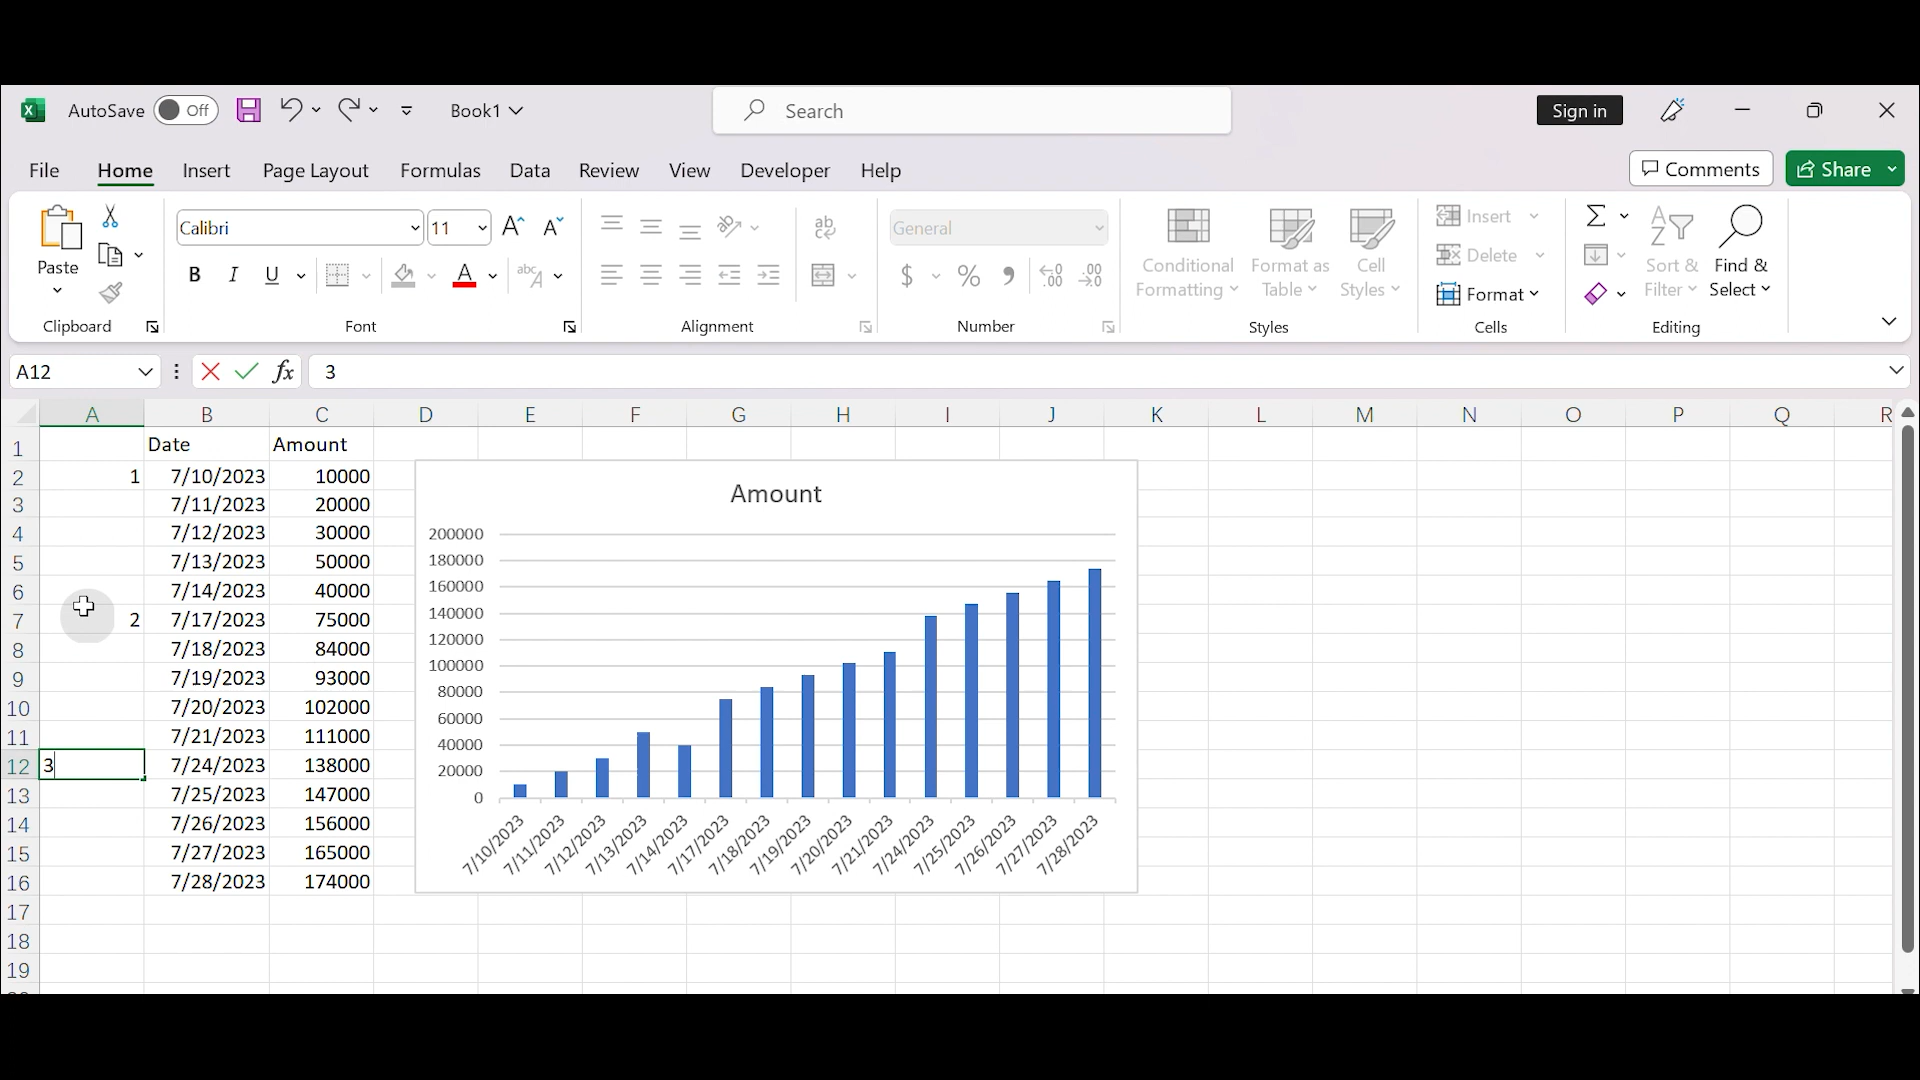 AutoSave Off Book1 Search Sign in
File Home Insert Page Layout Formulas Data Review View Developer Help Comments Share
Paste
Clipboard
Calibri 11
B I U A abc A
Font
ab
Alignment
General
$ % 9 .00
Number
Conditional Formatting
Format as Table
Cell Styles
Styles
Insert
Delete
Format
Cells
Sort & Filter
Find & Select
Editing
A12 fx 3
A B C D E F G H I J K L M N O P Q R
1 Date Amount
2 1 7/10/2023 10000
3 7/11/2023 20000
4 7/12/2023 30000
5 7/13/2023 50000
6 7/14/2023 40000
7 2 7/17/2023 75000
8 7/18/2023 84000
9 7/19/2023 93000
10 7/20/2023 102000
11 7/21/2023 111000
12 3 7/24/2023 138000
13 7/25/2023 147000
14 7/26/2023 156000
15 7/27/2023 165000
16 7/28/2023 174000
17
18
19
Amount
200000
180000
160000
140000
120000
100000
80000
60000
40000
20000
0
7/10/2023 7/11/2023 7/12/2023 7/13/2023 7/14/2023 7/17/2023 7/18/2023 7/19/2023 7/20/2023 7/21/2023 7/24/2023 7/25/2023 7/26/2023 7/27/2023 7/28/2023